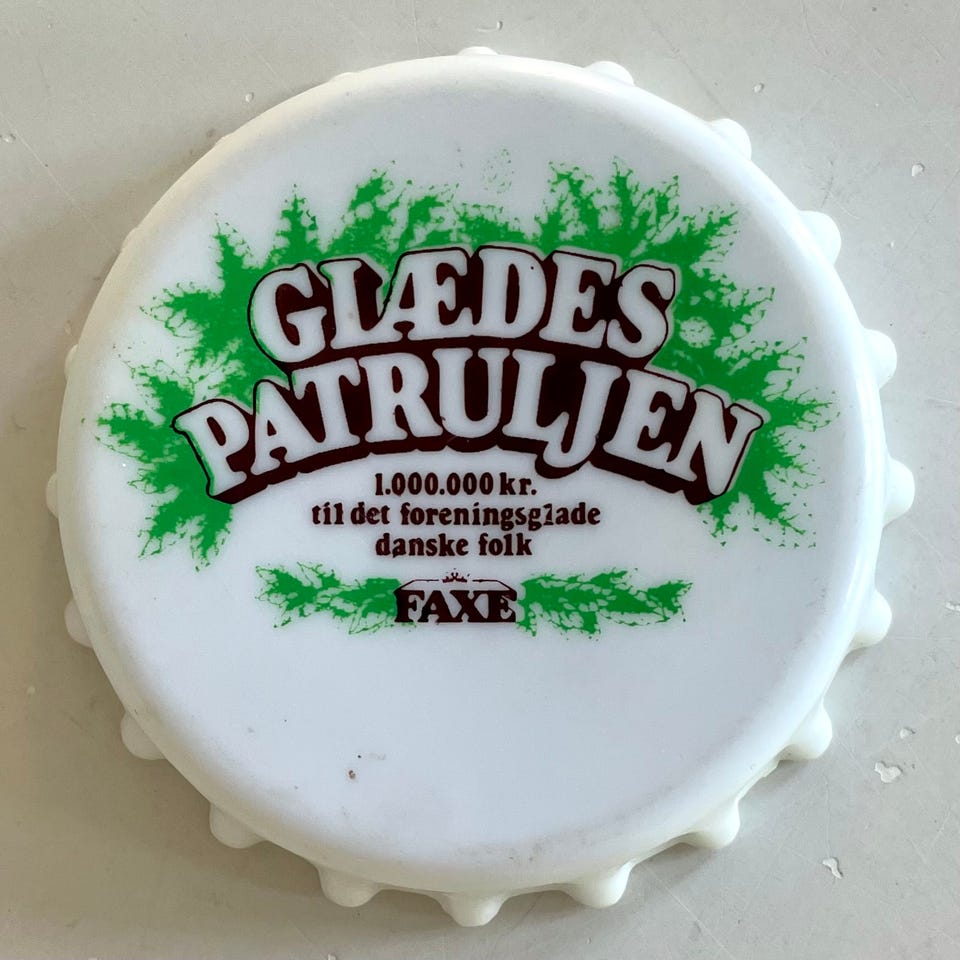 GLÆDES
PATRULJEN
1.000.000 kr.
til det foreningsglade
danske folk
FAXE